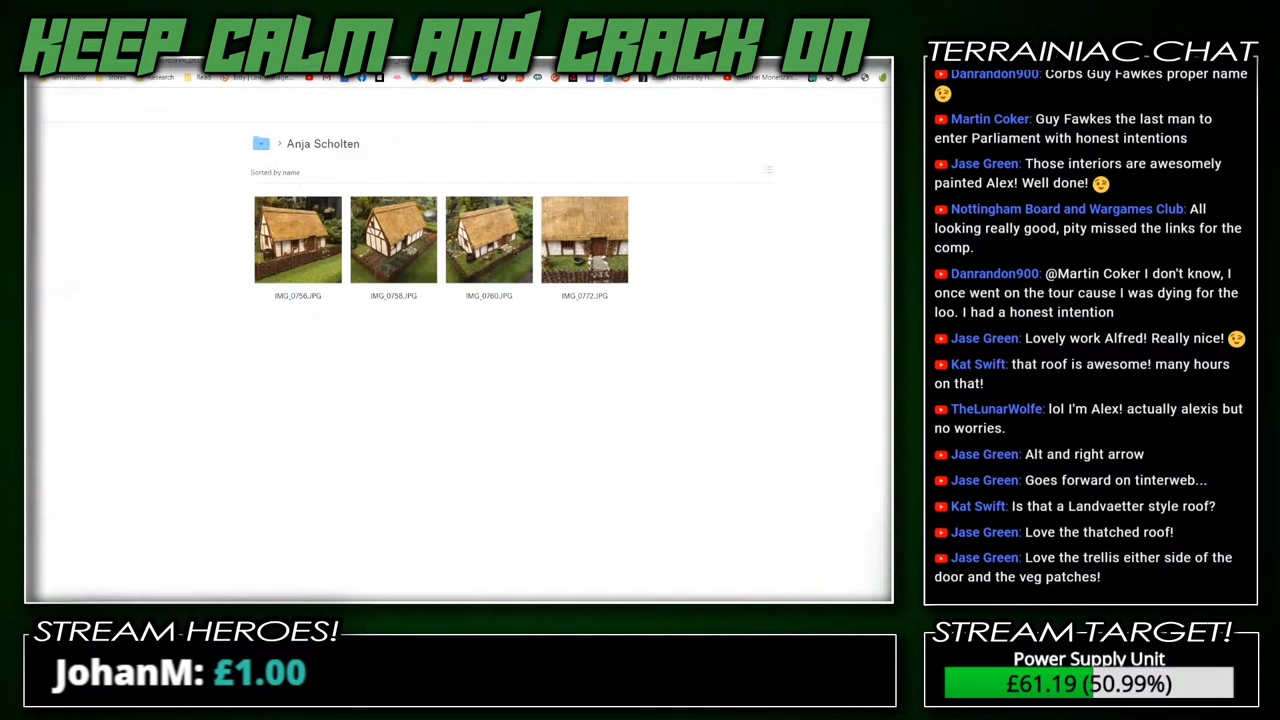 KEEP CALM AND CRACK ON
TerrainTutor Stores Research Read
Anja Scholten
Sorted by name
IMG_0756.JPG IMG_0758.JPG IMG_0760.JPG IMG_0772.JPG
TERRAINIAC CHAT
Danrandon900: Corbs Guy Fawkes proper name
Martin Coker: Guy Fawkes the last man to
enter Parliament with honest intentions
Jase Green: Those interiors are awesomely
painted Alex! Well done!
Nottingham Board and Wargames Club: All
looking really good, pity missed the links for the
comp.
Danrandon900: @Martin Coker I don't know, I
once went on the tour cause I was dying for the
loo. I had a honest intention
Jase Green: Lovely work Alfred! Really nice!
Kat Swift: that roof is awesome! many hours
on that!
TheLunarWolfe: lol I'm Alex! actually alexis but
no worries.
Jase Green: Alt and right arrow
Jase Green: Goes forward on tinterweb...
Kat Swift: Is that a Landvaetter style roof?
Jase Green: Love the thatched roof!
Jase Green: Love the trellis either side of the
door and the veg patches!
STREAM HEROES!
JohanM: £1.00
STREAM TARGET!
Power Supply Unit
£61.19 (50.99%)